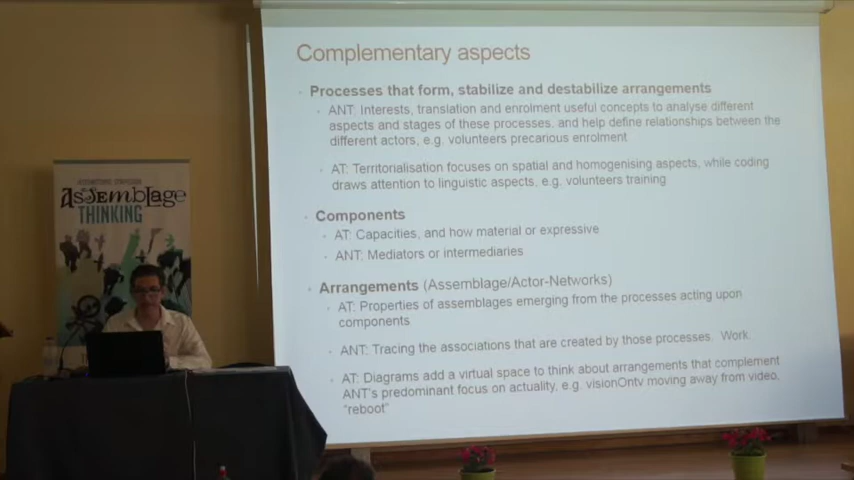 Complementary aspects
Processes that form, stabilize and destabilize arrangements
ANT: Interests, translation and enrolment useful concepts to analyse different
aspects and stages of these processes, and help define relationships between the
different actors, e.g. volunteers precarious enrolment
AT: Territorialisation focuses on spatial and homogenising aspects, while coding
draws attention to linguistic aspects, e.g. volunteers training
Components
AT: Capacities, and how material or expressive
ANT: Mediators or intermediaries
Arrangements (Assemblage/Actor-Networks)
AT: Properties of assemblages emerging from the processes acting upon
components
ANT: Tracing the associations that are created by those processes. Work.
AT: Diagrams add a virtual space to think about arrangements that complement
ANT's predominant focus on actuality, e.g. visionOntv moving away from video.
"reboot"
ASSEMBLAGE
THINKING